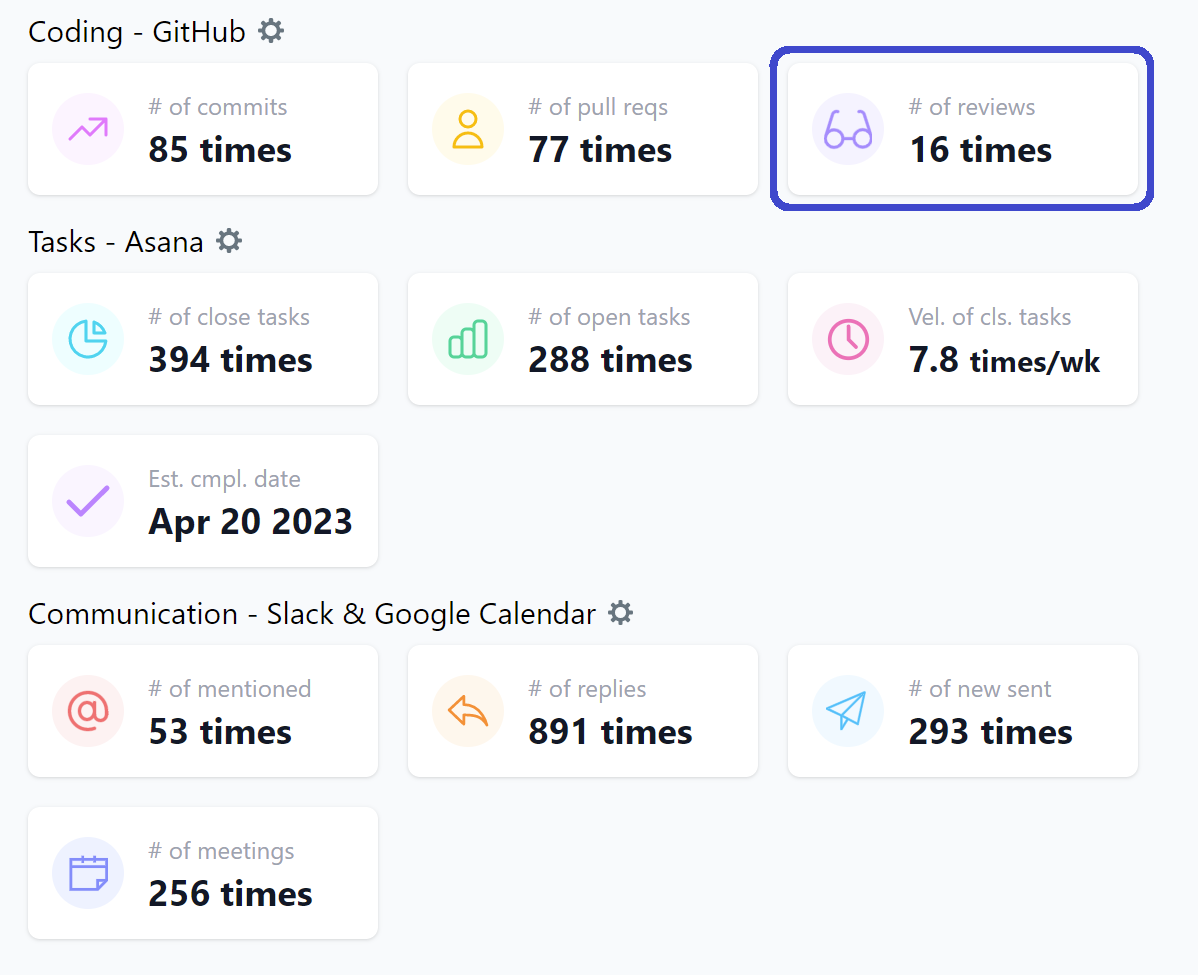 Coding - GitHub
# of commits
85 times
# of pull reqs
77 times
# of reviews
16 times
Tasks - Asana
# of close tasks
394 times
# of open tasks
288 times
Vel. of cls. tasks
7.8 times/wk
Est. cmpl. date
Apr 20 2023
Communication - Slack & Google Calendar
# of mentioned
53 times
# of replies
891 times
# of new sent
293 times
# of meetings
256 times